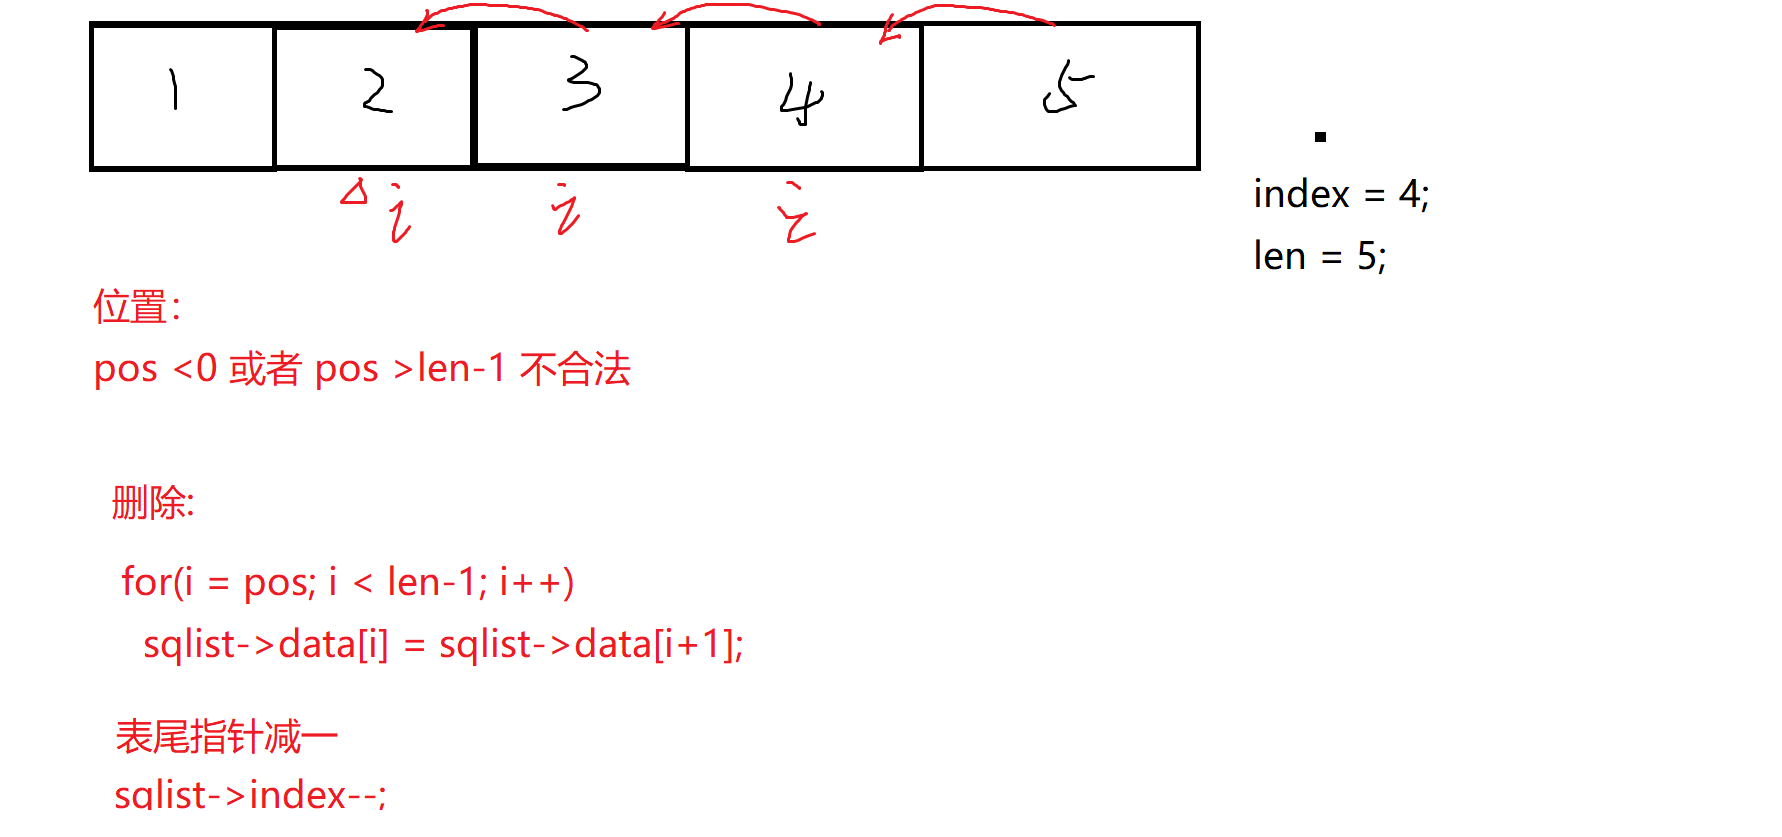 1 2 3 4 5
i i i
index = 4;
len = 5;
位置：
pos <0 或者 pos >len-1 不合法
删除:
for(i = pos; i < len-1; i++)
sqlist->data[i] = sqlist->data[i+1];
表尾指针减一
sqlist->index--;